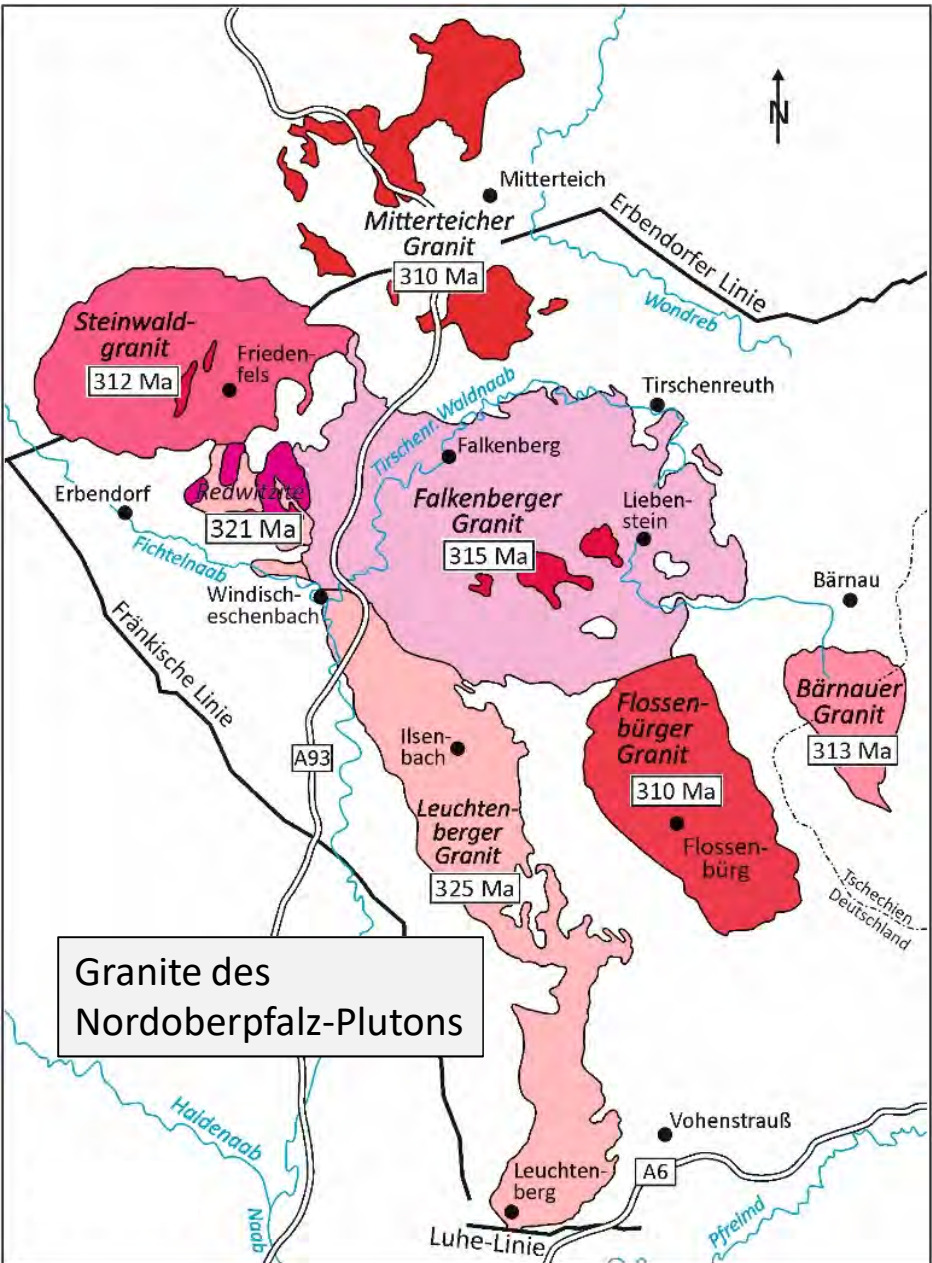 N
Mitterteich
Mitterteicher
Granit
310 Ma
Erbendorfer Linie
Wondreb
Steinwald-
granit
312 Ma
Frieden-
fels
Tirschenr. Waldnaab
Tirschenreuth
Falkenberg
Erbendorf
Redwitzite
321 Ma
Falkenberger
Granit
315 Ma
Lieben-
stein
Fichtelnaab
Windisch-
eschenbach
Bärnau
Fränkische Linie
Bärnauer
Granit
313 Ma
Flossen-
bürger
Granit
310 Ma
Flossen-
bürg
A93
Ilsen-
bach
Leuchten-
berger
Granit
325 Ma
Tschechien
Deutschland
Granite des
Nordoberpfalz-Plutons
Haidenaab
Naab
Vohenstrauß
A6
Leuchten-
berg
Luhe-Linie
Pfreimd